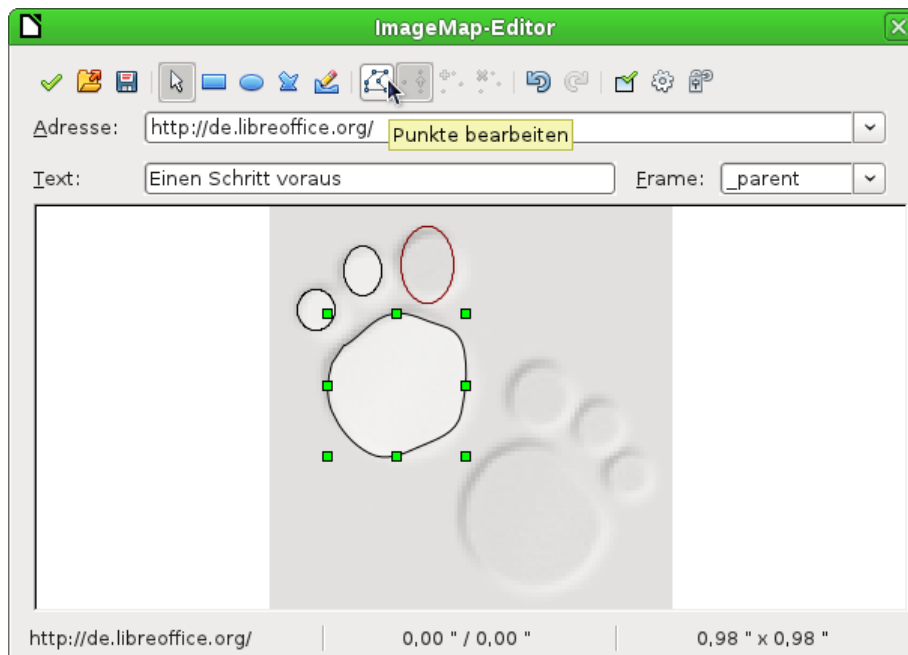 ImageMap-Editor
Adresse: http://de.libreoffice.org/
Punkte bearbeiten
Text: Einen Schritt voraus Frame: _parent
http://de.libreoffice.org/ 0,00 " / 0,00 " 0,98 " x 0,98 "